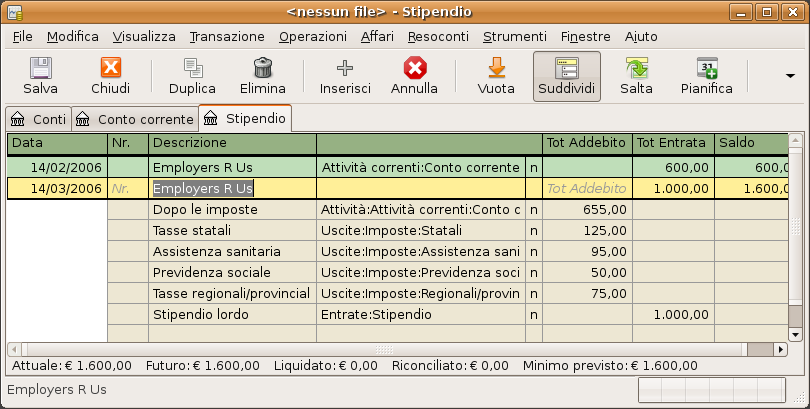 <nessun file> - Stipendio
File Modifica Visualizza Transazione Operazioni Affari Resoconti Strumenti Finestre Aiuto
Salva Chiudi Duplica Elimina Inserisci Annulla Vuota Suddividi Salta Pianifica
Conti Conto corrente Stipendio
Data Nr. Descrizione Tot Addebito Tot Entrata Saldo
14/02/2006 Employers R Us Attività correnti:Conto corrente n 600,00 600,0
14/03/2006 Nr. Employers R Us Tot Addebito 1.000,00 1.600,0
Dopo le imposte Attività:Attività correnti:Conto c n 655,00
Tasse statali Uscite:Imposte:Statali n 125,00
Assistenza sanitaria Uscite:Imposte:Assistenza sani n 95,00
Previdenza sociale Uscite:Imposte:Previdenza soci n 50,00
Tasse regionali/provincial Uscite:Imposte:Regionali/provin n 75,00
Stipendio lordo Entrate:Stipendio n 1.000,00
Attuale: € 1.600,00 Futuro: € 1.600,00 Liquidato: € 0,00 Riconciliato: € 0,00 Minimo previsto: € 1.600,00
Employers R Us